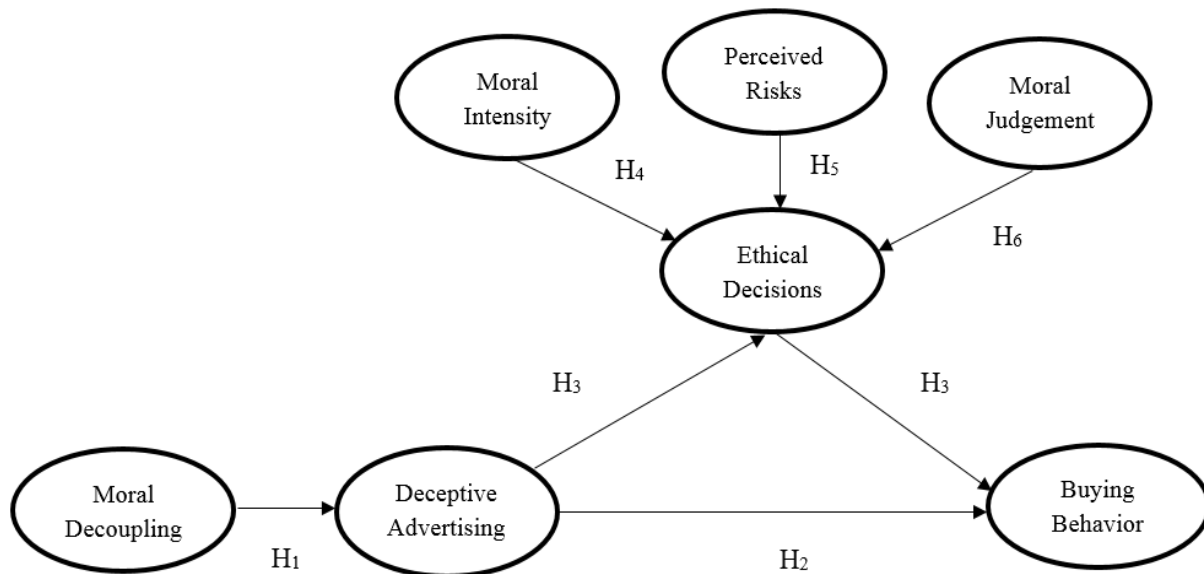 Moral
Intensity
Perceived
Risks
Moral
Judgement
H₄
H₅
H₆
Ethical
Decisions
H₃
H₃
Moral
Decoupling
Deceptive
Advertising
Buying
Behavior
H₁
H₂